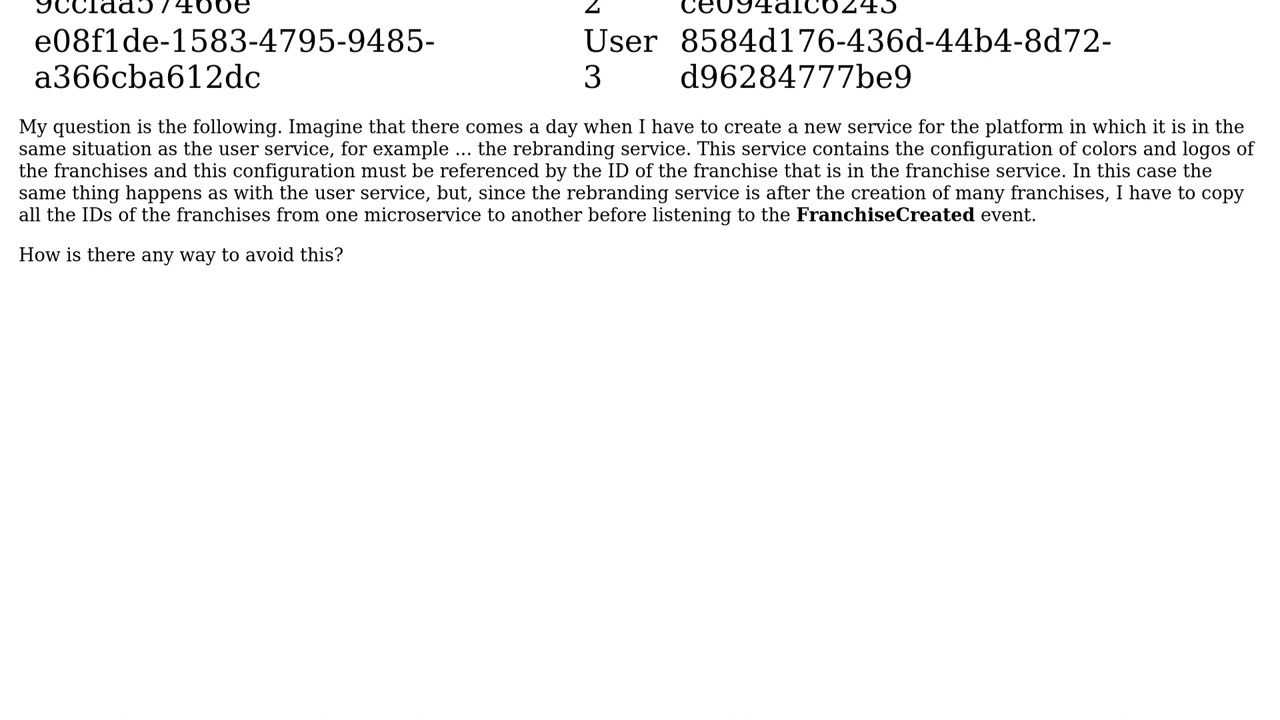 9ccfaa57466e 2 ce094afc6243
e08f1de-1583-4795-9485- User 8584d176-436d-44b4-8d72-
a366cba612dc 3 d96284777be9
My question is the following. Imagine that there comes a day when I have to create a new service for the platform in which it is in the
same situation as the user service, for example ... the rebranding service. This service contains the configuration of colors and logos of
the franchises and this configuration must be referenced by the ID of the franchise that is in the franchise service. In this case the
same thing happens as with the user service, but, since the rebranding service is after the creation of many franchises, I have to copy
all the IDs of the franchises from one microservice to another before listening to the FranchiseCreated event.
How is there any way to avoid this?